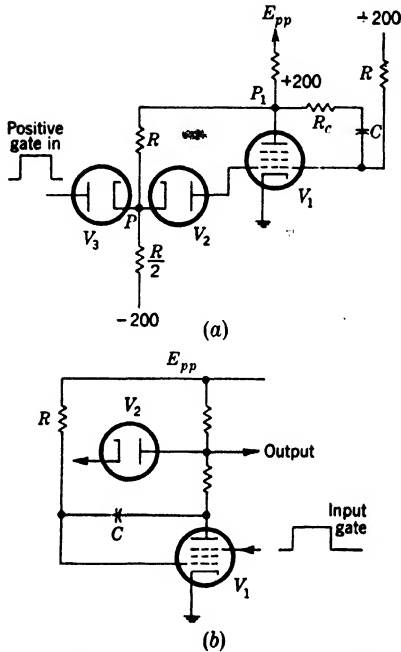 E_pp
+200
+200
P_1
R
R_c
C
Positive
gate in
R
V_1
P
V_3
V_2
R/2
-200
(a)
E_pp
V_2
R
Output
C
Input
gate
V_1
(b)